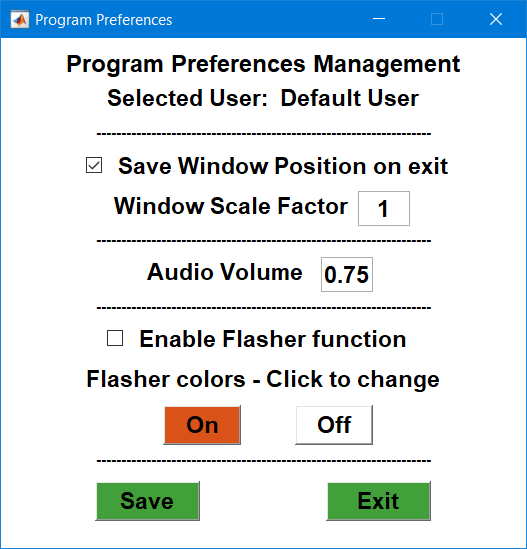 Program Preferences
Program Preferences Management
Selected User: Default User
--------------------------------------------------------------------
Save Window Position on exit
Window Scale Factor 1
--------------------------------------------------------------------
Audio Volume 0.75
--------------------------------------------------------------------
Enable Flasher function
Flasher colors - Click to change
On Off
--------------------------------------------------------------------
Save Exit